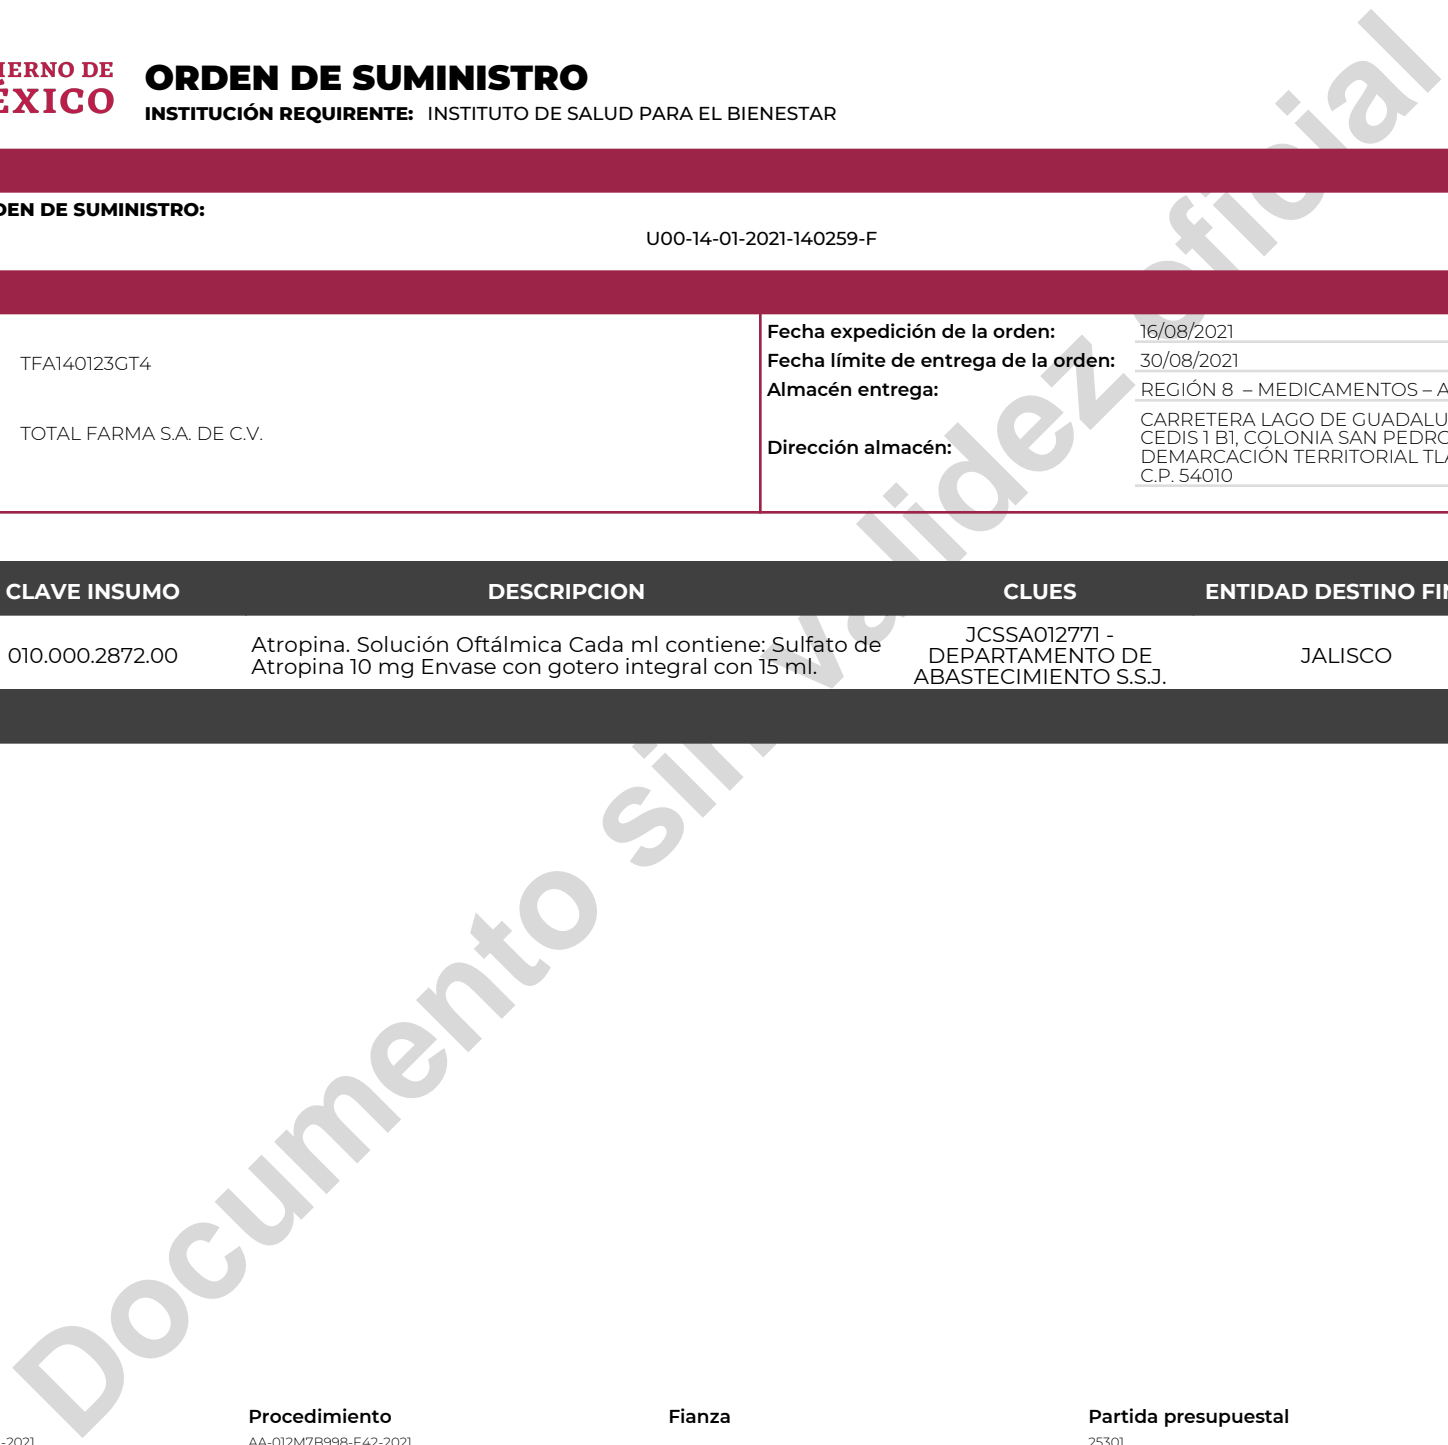 ORDEN DE SUMINISTRO
INSTITUCIÓN REQUIRENTE: INSTITUTO DE SALUD PARA EL BIENESTAR
DE
MÉXICO
DE SUMINISTRO:
U00-14-01-2021-140259-F
TFA140123GT4
TOTAL FARMA S.A. DE C.V.
Fecha expedición de la orden: 16/08/2021
Fecha límite de entrega de la orden: 30/08/2021
Almacén entrega: REGIÓN 8 – MEDICAMENTOS – A
Dirección almacén:
CARRETERA LAGO DE GUADALU
CEDIS 1 B1, COLONIA SAN PEDRO
DEMARCACIÓN TERRITORIAL TLA
C.P. 54010
CLAVE INSUMO DESCRIPCION CLUES ENTIDAD DESTINO
010.000.2872.00
Atropina. Solución Oftálmica Cada ml contiene: Sulfato de
Atropina 10 mg Envase con gotero integral con 15 ml.
JCSSA012771 -
DEPARTAMENTO DE
ABASTECIMIENTO S.S.J.
JALISCO
Documento sin validez oficial
Procedimiento Fianza Partida presupuestal
-2021 AA-012M7B998-E42-2021 25301